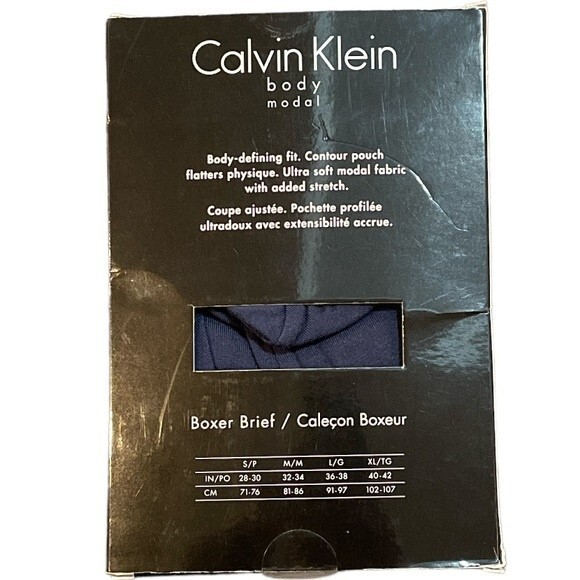 Calvin Klein
body
modal
Body-defining fit. Contour pouch
flatters physique. Ultra soft modal fabric
with added stretch.
Coupe ajustée. Pochette profilée
ultradoux avec extensibilité accrue.
Boxer Brief / Caleçon Boxeur
S/P M/M L/G XL/TG
IN/PO 28-30 32-34 36-38 40-42
CM 71-76 81-86 91-97 102-107